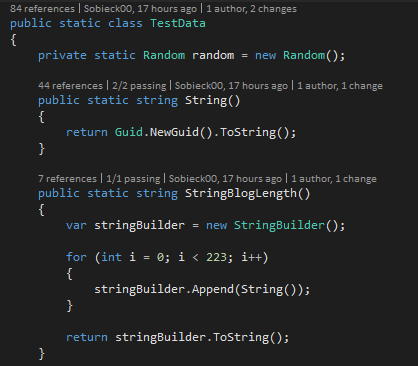 84 references | Sobieck00, 17 hours ago | 1 author, 2 changes
public static class TestData
{
    private static Random random = new Random();
    44 references | 2/2 passing | Sobieck00, 17 hours ago | 1 author, 1 change
    public static string String()
    {
        return Guid.NewGuid().ToString();
    }
    7 references | 1/1 passing | Sobieck00, 17 hours ago | 1 author, 1 change
    public static string StringBlogLength()
    {
        var stringBuilder = new StringBuilder();
        for (int i = 0; i < 223; i++)
        {
            stringBuilder.Append(String());
        }
        return stringBuilder.ToString();
    }